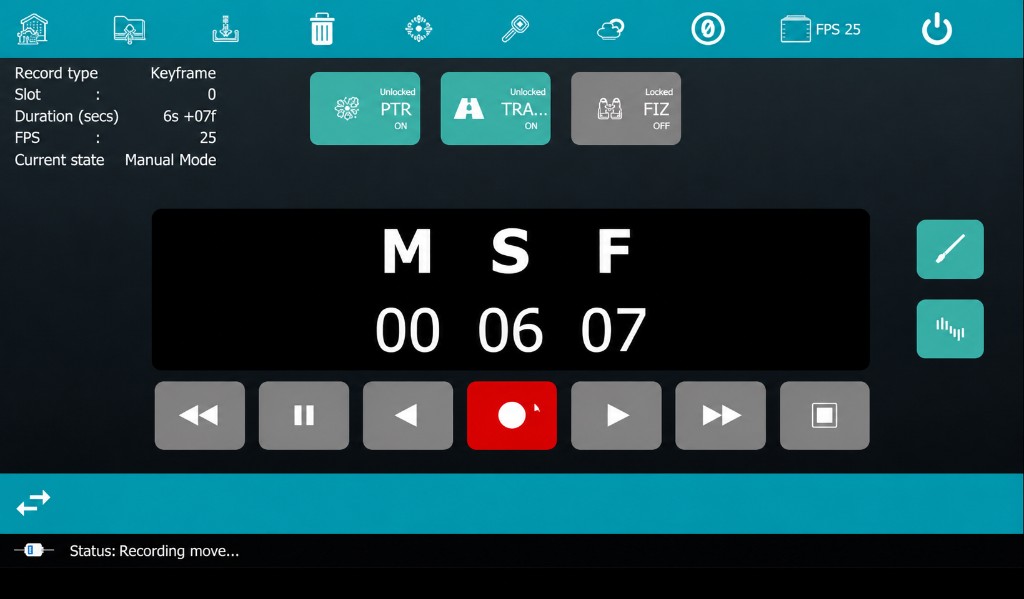 0
FPS 25
Record type Keyframe
Slot : 0
Duration (secs) 6s +07f
FPS : 25
Current state Manual Mode
Unlocked
PTR
ON
Unlocked
TRA...
ON
Locked
FIZ
OFF
M S F
00 06 07
Status: Recording move...